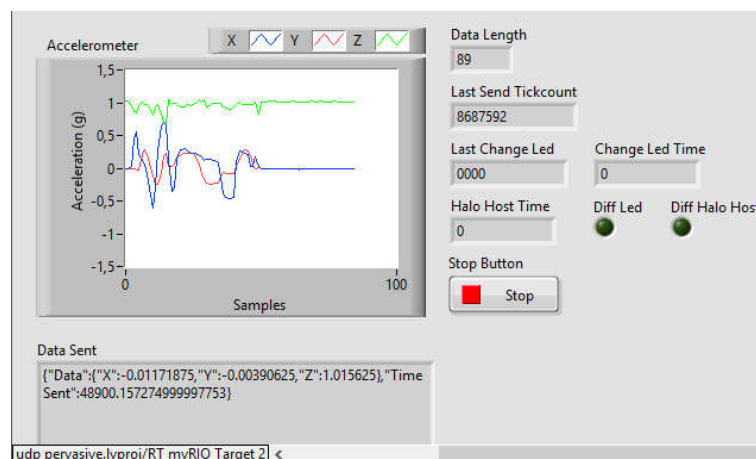 Accelerometer
X Y Z
1,5
1
0,5
0
-0,5
-1
-1,5
Acceleration (g)
0 100
Samples
Data Length
89
Last Send Tickcount
8687592
Last Change Led Change Led Time
0000 0
Halo Host Time Diff Led Diff Halo Host
0
Stop Button
Stop
Data Sent
{"Data":{"X":-0.01171875,"Y":-0.00390625,"Z":1.015625},"Time
Sent":48900.157274999997753}
udp pervasive.lvproj/RT myRIO Target 2 <